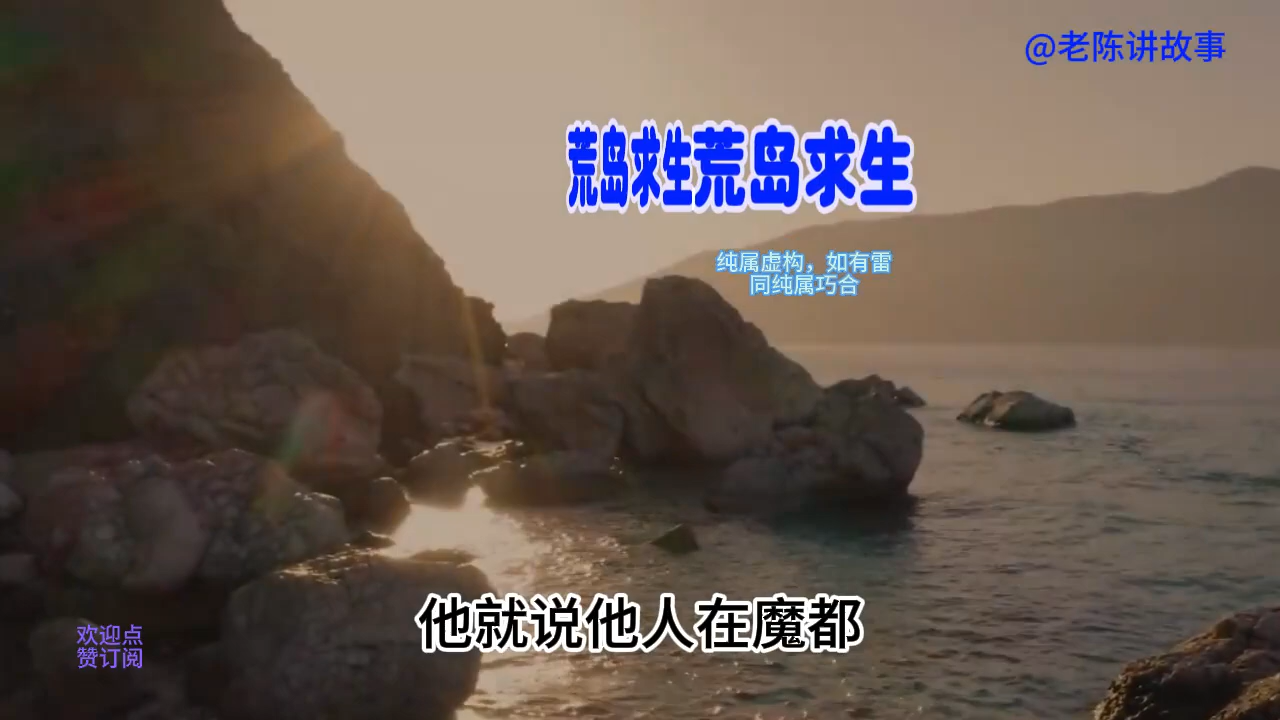 @老陈讲故事
荒岛求生荒岛求生
纯属虚构，如有雷
同纯属巧合
他就说他人在魔都
欢迎点
赞订阅